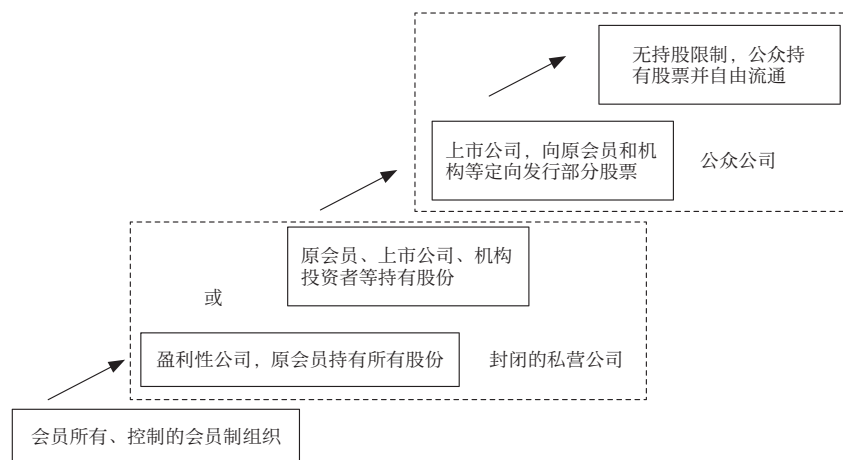 无持股限制，公众持
有股票并自由流通
上市公司，向原会员和机
构等定向发行部分股票
公众公司
原会员、上市公司、机构
投资者等持有股份
或
盈利性公司，原会员持有所有股份
封闭的私营公司
会员所有、控制的会员制组织